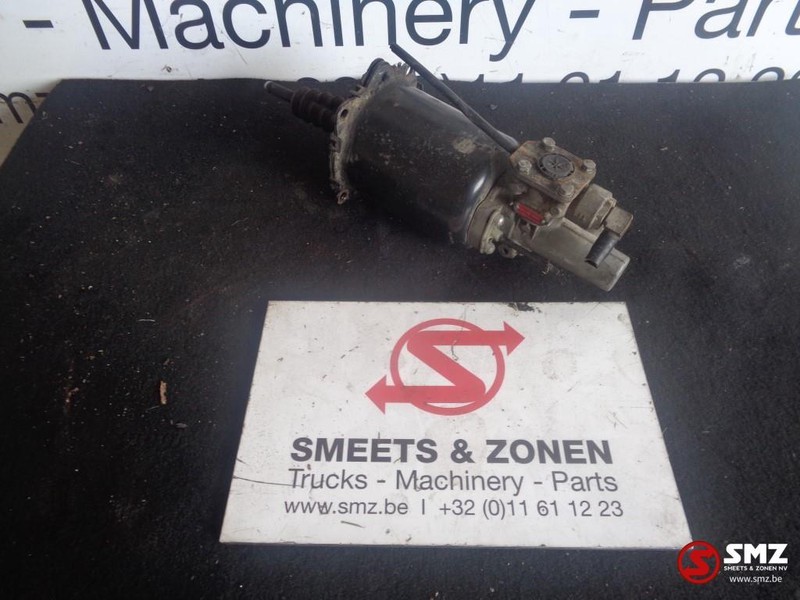 - Machinery - Part
SMEETS & ZONEN
Trucks - Machinery - Parts
www.smz.be | +32 (0)11 61 12 23
SMZ
SMEETS & ZONEN NV
www.smz.be